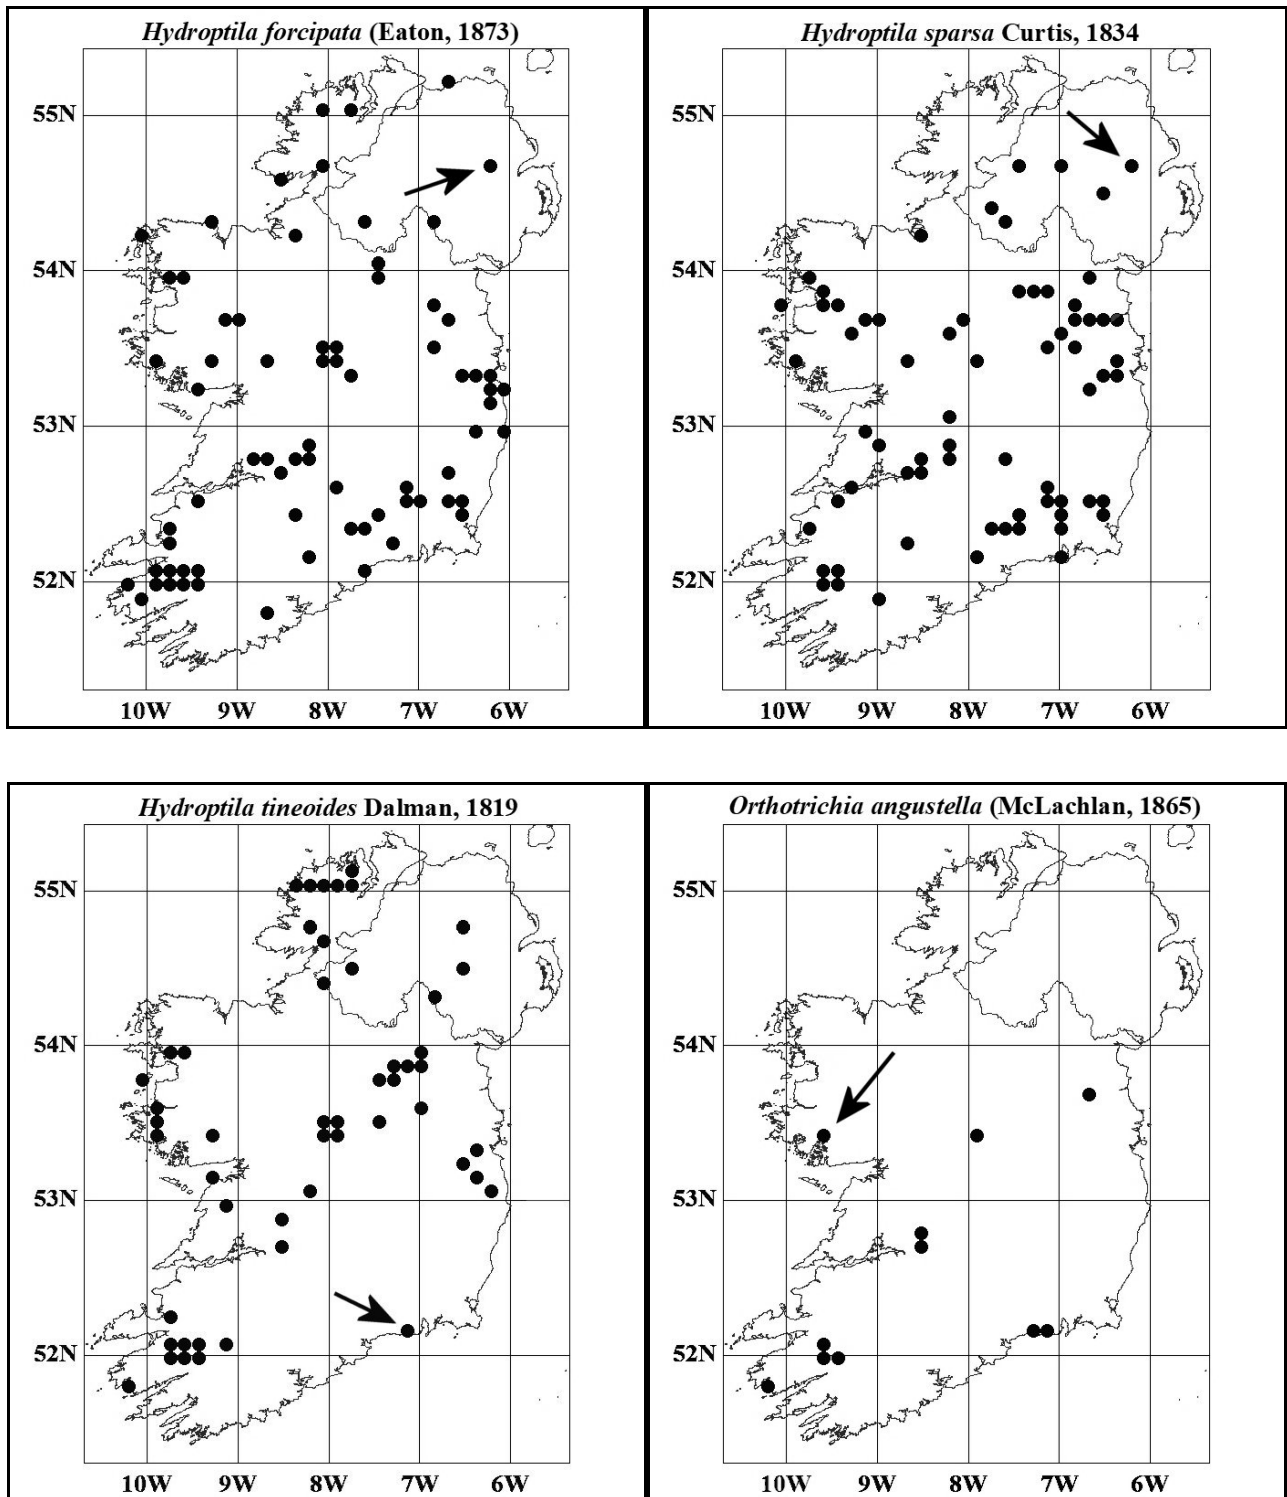 Hydroptila forcipata (Eaton, 1873)
55N
54N
53N
52N
10W 9W 8W 7W 6W
Hydroptila sparsa Curtis, 1834
55N
54N
53N
52N
10W 9W 8W 7W 6W
Hydroptila tineoides Dalman, 1819
55N
54N
53N
52N
10W 9W 8W 7W 6W
Orthotrichia angustella (McLachlan, 1865)
55N
54N
53N
52N
10W 9W 8W 7W 6W